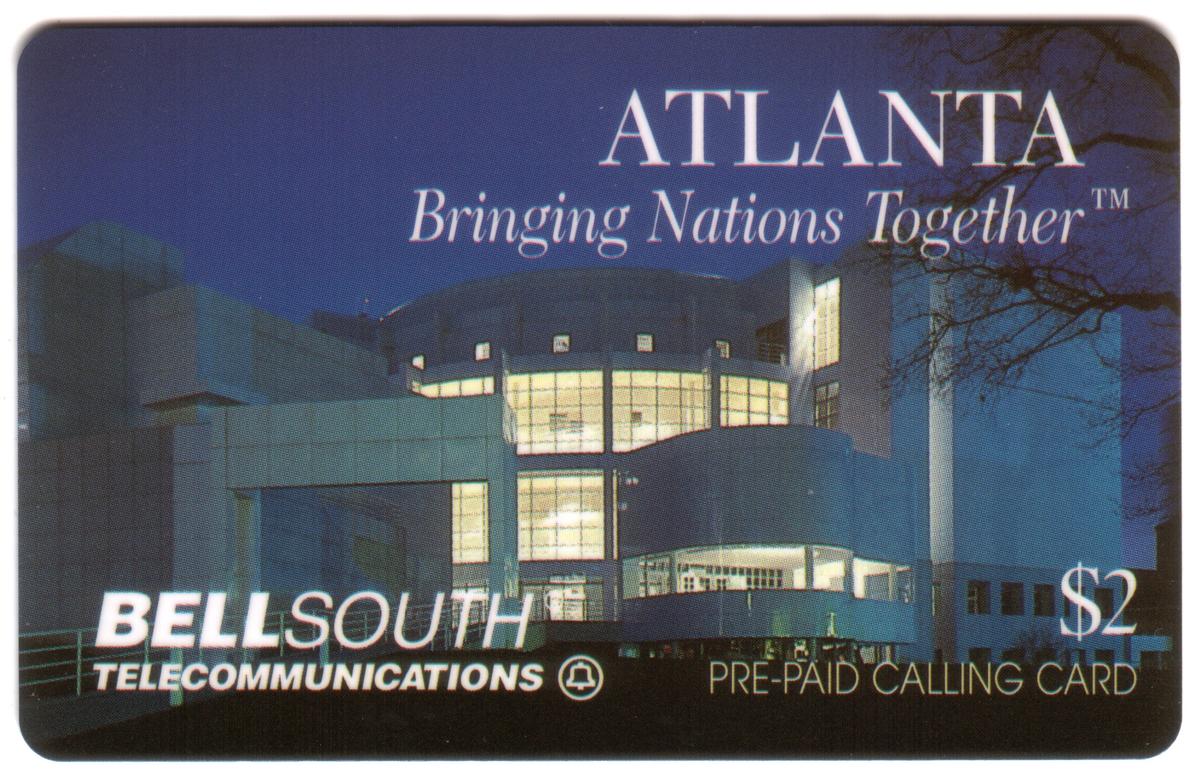 ATLANTA
Bringing Nations Together™
BELLSOUTH®
TELECOMMUNICATIONS
$2
PRE-PAID CALLING CARD